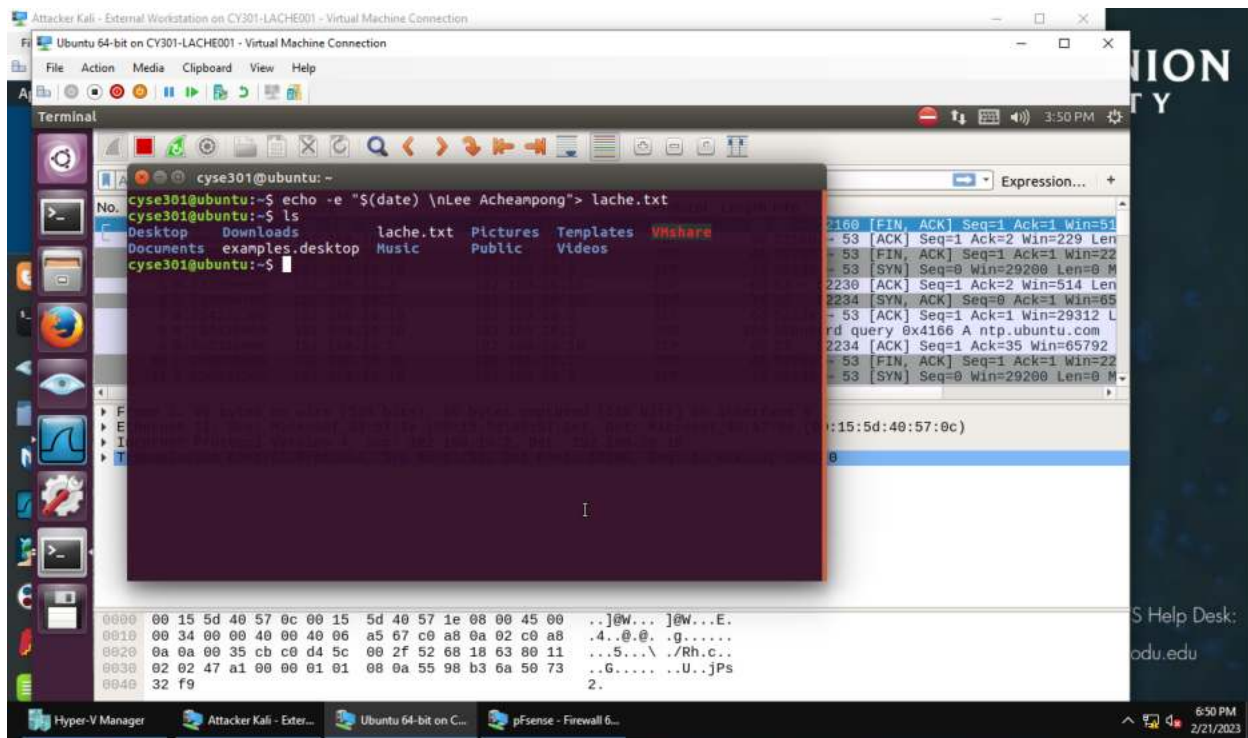 Attacker Kali - External Workstation on CY301-LACHE001 - Virtual Machine Connection
Ubuntu 64-bit on CY301-LACHE001 - Virtual Machine Connection
File Action Media Clipboard View Help
NION
TY
Terminal
3:50 PM
cyse301@ubuntu: ~
Expression... +
No.
cyse301@ubuntu:~$ echo -e "$(date) \nLee Acheampong"> lache.txt
cyse301@ubuntu:~$ ls
Desktop Downloads lache.txt Pictures Templates VMshare
Documents examples.desktop Music Public Videos
cyse301@ubuntu:~$
2160 [FIN, ACK] Seq=1 Ack=1 Win=51
- 53 [ACK] Seq=1 Ack=2 Win=229 Len
- 53 [FIN, ACK] Seq=1 Ack=1 Win=22
- 53 [SYN] Seq=0 Win=29200 Len=0 M
2230 [ACK] Seq=1 Ack=2 Win=514 Len
2234 [SYN, ACK] Seq=0 Ack=1 Win=65
- 53 [ACK] Seq=1 Ack=1 Win=29312 L
rd query 0x4166 A ntp.ubuntu.com
2234 [ACK] Seq=1 Ack=35 Win=65792
- 53 [FIN, ACK] Seq=1 Ack=1 Win=22
- 53 [SYN] Seq=0 Win=29200 Len=0 M
:15:5d:40:57:0c)
0
0000 00 15 5d 40 57 0c 00 15 5d 40 57 1e 08 00 45 00 ..]@W... ]@W...E.
0010 00 34 00 00 40 00 40 06 a5 67 c0 a8 0a 02 c0 a8 .4..@.@. .g......
0020 0a 0a 00 35 cb c0 d4 5c 00 2f 52 68 18 63 80 11 ...5...\ ./Rh.c..
0030 02 02 47 a1 00 00 01 01 08 0a 55 98 b3 6a 50 73 ..G..... ..U..jPs
0040 32 f9 2.
S Help Desk:
odu.edu
Hyper-V Manager
Attacker Kali - Exter...
Ubuntu 64-bit on C...
pFsense - Firewall 6...
6:50 PM
2/21/2023